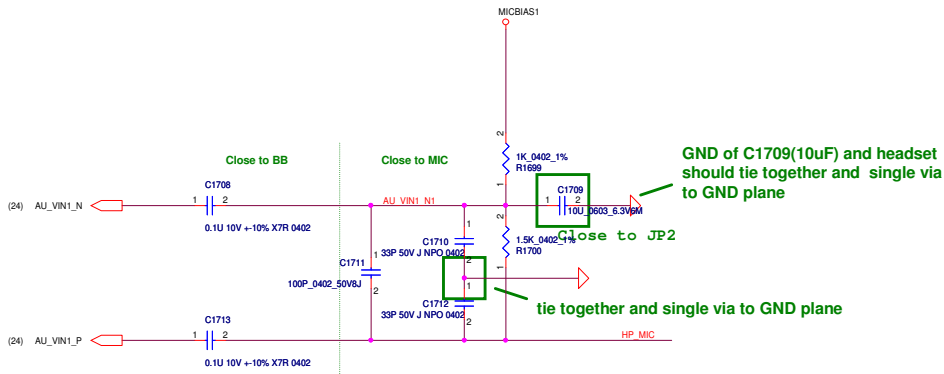 MICBIAS1
2
1K_0402_1%
R1699
1
Close to BB
Close to MIC
GND of C1709(10uF) and headset
should tie together and single via
to GND plane
C1708
C1709
(24) AU_VIN1_N
1 2
AU_VIN1_N1
1 2
10U_0603_6.3V6M
0.1U 10V +-10% X7R 0402
2
1.5K_0402_1%
R1700
1
Close to JP2
1
C1710
33P 50V J NPO 0402
2
C1711
1
100P_0402_50V8J
2
1
C1712
33P 50V J NPO 0402
2
tie together and single via to GND plane
C1713
(24) AU_VIN1_P
1 2
HP_MIC
0.1U 10V +-10% X7R 0402